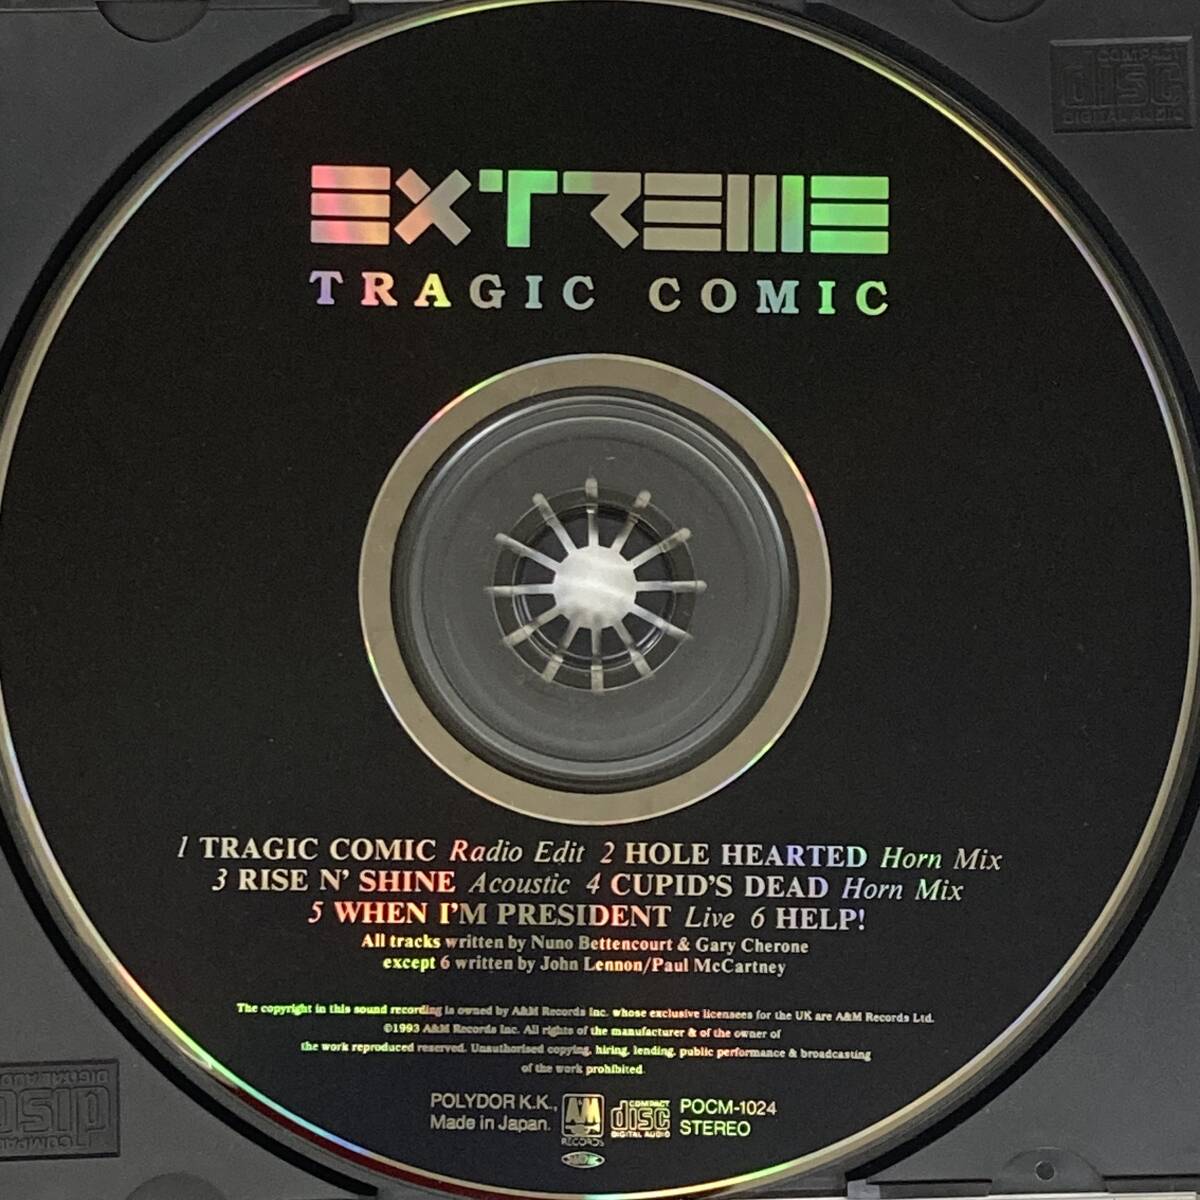 COMPACT
disc
DIGITAL AUDIO
EXTREME
TRAGIC COMIC
1 TRAGIC COMIC Radio Edit 2 HOLE HEARTED Horn Mix
3 RISE N' SHINE Acoustic 4 CUPID'S DEAD Horn Mix
5 WHEN I'M PRESIDENT Live 6 HELP!
All tracks written by Nuno Bettencourt & Gary Cherone
except 6 written by John Lennon/Paul McCartney
The copyright in this sound recording is owned by A&M Records Inc. whose exclusive licensees for the UK are A&M Records Ltd.
©1993 A&M Records Inc. All rights of the manufacturer & of the owner of
the work reproduced reserved. Unauthorised copying, hiring, lending, public performance & broadcasting
of the work prohibited.
POLYDOR K.K.,
Made in Japan.
A&M
RECORDS
COMPACT
disc
DIGITAL AUDIO
POCM-1024
STEREO
COMPACT
disc
DIGITAL AUDIO